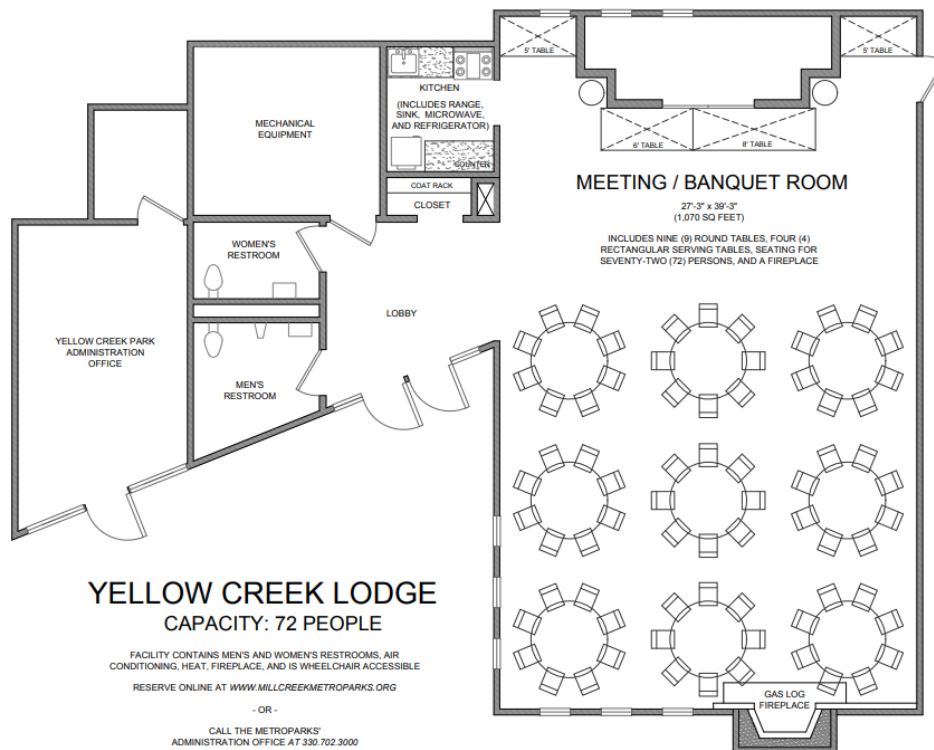 5' TABLE
5' TABLE
KITCHEN
(INCLUDES RANGE,
SINK, MICROWAVE,
AND REFRIGERATOR)
COUNTER
MECHANICAL
EQUIPMENT
6' TABLE
8' TABLE
COAT RACK
CLOSET
MEETING / BANQUET ROOM
27'-3" x 39'-3"
(1,070 SQ FEET)
INCLUDES NINE (9) ROUND TABLES, FOUR (4)
RECTANGULAR SERVING TABLES, SEATING FOR
SEVENTY-TWO (72) PERSONS, AND A FIREPLACE
WOMEN'S
RESTROOM
LOBBY
YELLOW CREEK PARK
ADMINISTRATION
OFFICE
MEN'S
RESTROOM
YELLOW CREEK LODGE
CAPACITY: 72 PEOPLE
FACILITY CONTAINS MEN'S AND WOMEN'S RESTROOMS, AIR
CONDITIONING, HEAT, FIREPLACE, AND IS WHEELCHAIR ACCESSIBLE
RESERVE ONLINE AT WWW.MILLCREEKMETROPARKS.ORG
- OR -
CALL THE METROPARKS'
ADMINISTRATION OFFICE AT 330.702.3000
GAS LOG
FIREPLACE